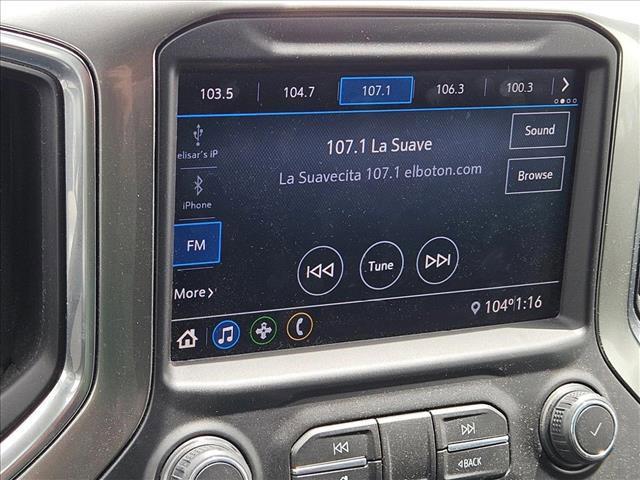 103.5 104.7 107.1 106.3 100.3
elisar's iP
iPhone
FM
More
107.1 La Suave
La Suavecita 107.1 elboton.com
Sound
Browse
Tune
104° 1:16
BACK